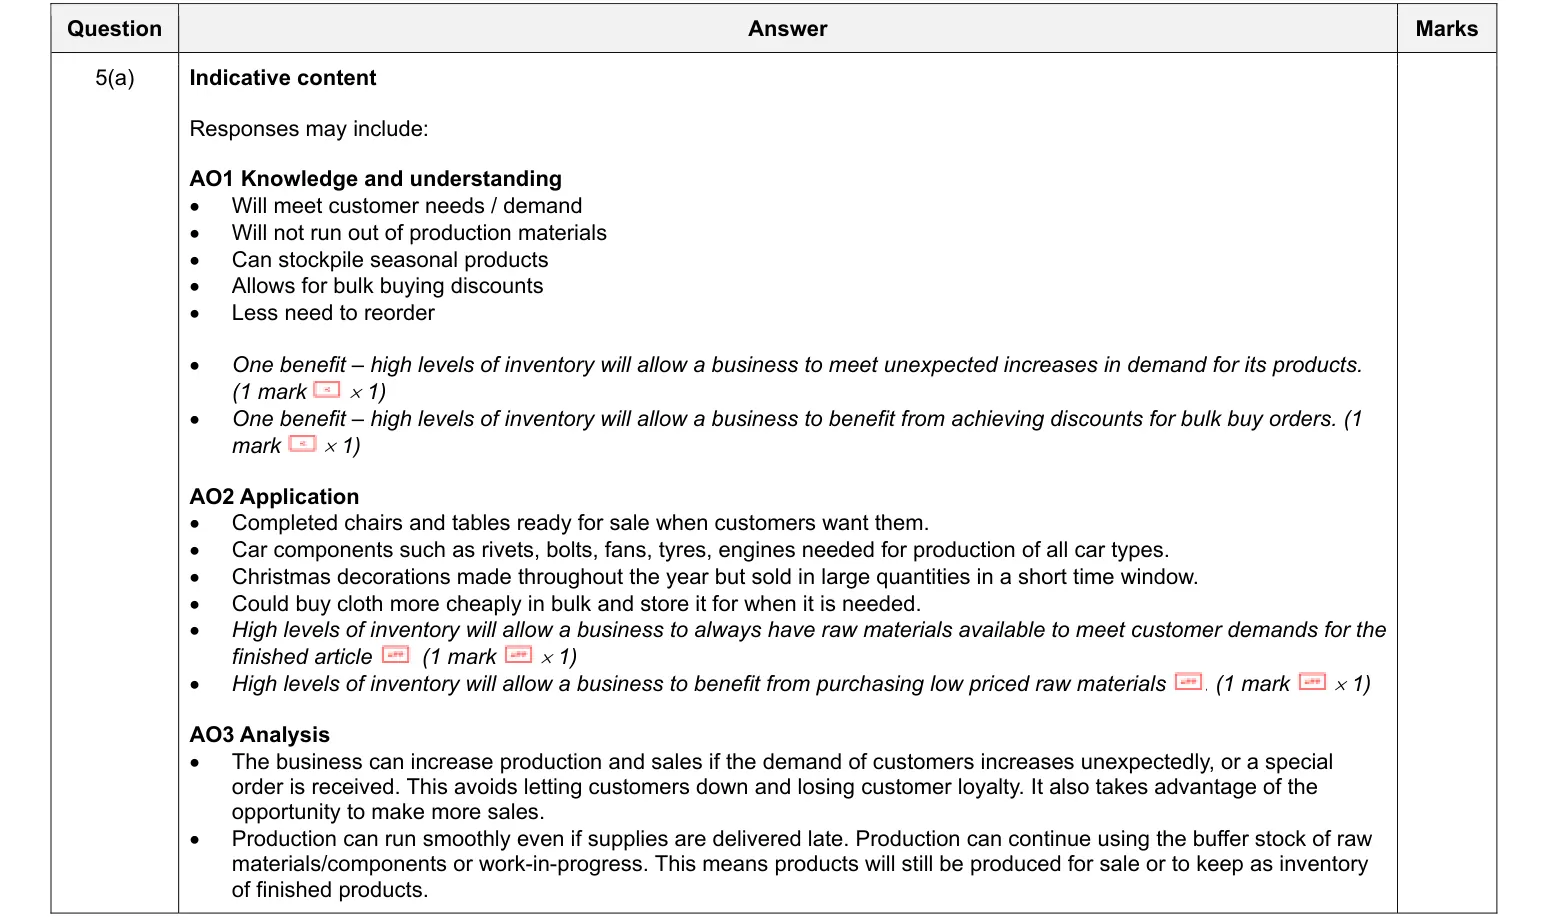 Question Answer Marks
5(a) Indicative content
Responses may include:
AO1 Knowledge and understanding
• Will meet customer needs / demand
• Will not run out of production materials
• Can stockpile seasonal products
• Allows for bulk buying discounts
• Less need to reorder
• One benefit – high levels of inventory will allow a business to meet unexpected increases in demand for its products.
(1 mark × 1)
• One benefit – high levels of inventory will allow a business to benefit from achieving discounts for bulk buy orders. (1
mark × 1)
AO2 Application
• Completed chairs and tables ready for sale when customers want them.
• Car components such as rivets, bolts, fans, tyres, engines needed for production of all car types.
• Christmas decorations made throughout the year but sold in large quantities in a short time window.
• Could buy cloth more cheaply in bulk and store it for when it is needed.
• High levels of inventory will allow a business to always have raw materials available to meet customer demands for the
finished article (1 mark × 1)
• High levels of inventory will allow a business to benefit from purchasing low priced raw materials . (1 mark × 1)
AO3 Analysis
• The business can increase production and sales if the demand of customers increases unexpectedly, or a special
order is received. This avoids letting customers down and losing customer loyalty. It also takes advantage of the
opportunity to make more sales.
• Production can run smoothly even if supplies are delivered late. Production can continue using the buffer stock of raw
materials/components or work-in-progress. This means products will still be produced for sale or to keep as inventory
of finished products.